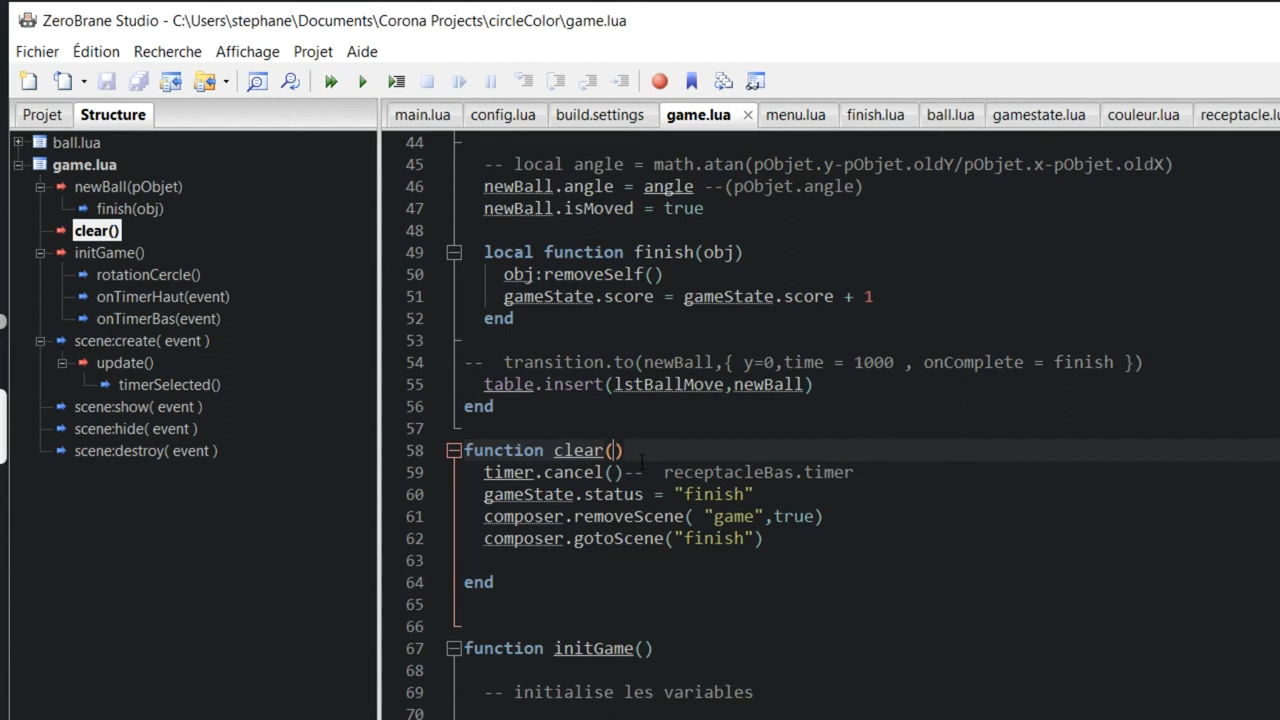 ZeroBrane Studio - C:\Users\stephane\Documents\Corona Projects\circleColor\game.lua
Fichier Édition Recherche Affichage Projet Aide
Projet Structure
main.lua config.lua build.settings game.lua menu.lua finish.lua ball.lua gamestate.lua couleur.lua receptacle.lu
ball.lua
game.lua
newBall(pObjet)
finish(obj)
clear()
initGame()
rotationCercle()
onTimerHaut(event)
onTimerBas(event)
scene:create( event )
update()
timerSelected()
scene:show( event )
scene:hide( event )
scene:destroy( event )
44
45 -- local angle = math.atan(pObjet.y-pObjet.oldY/pObjet.x-pObjet.oldX)
46 newBall.angle = angle --(pObjet.angle)
47 newBall.isMoved = true
48
49 local function finish(obj)
50 obj:removeSelf()
51 gameState.score = gameState.score + 1
52 end
53
54 -- transition.to(newBall,{ y=0,time = 1000 , onComplete = finish })
55 table.insert(lstBallMove,newBall)
56 end
57
58 function clear()
59 timer.cancel()-- receptacleBas.timer
60 gameState.status = "finish"
61 composer.removeScene( "game",true)
62 composer.gotoScene("finish")
63
64 end
65
66
67 function initGame()
68
69 -- initialise les variables
70